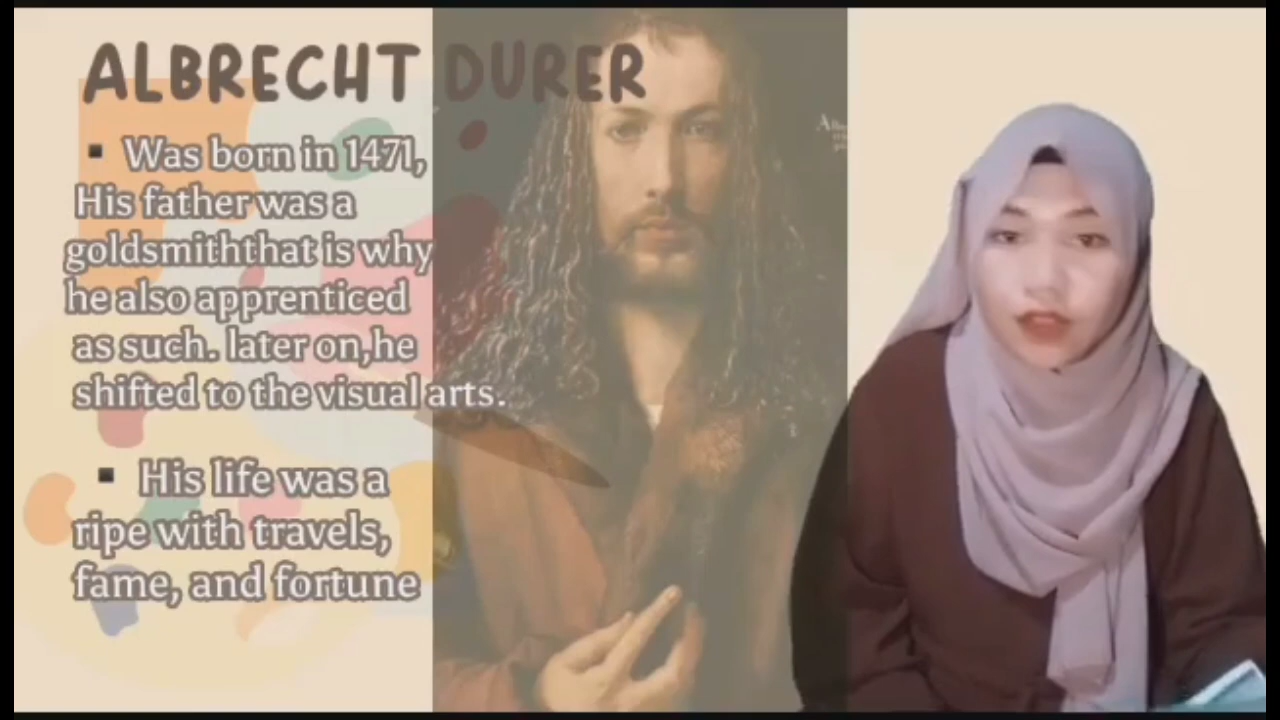 ALBRECHT DURER
▪ Was born in 1471,
His father was a
goldsmiththat is why
he also apprenticed
as such. later on,he
shifted to the visual arts.
▪ His life was a
ripe with travels,
fame, and fortune